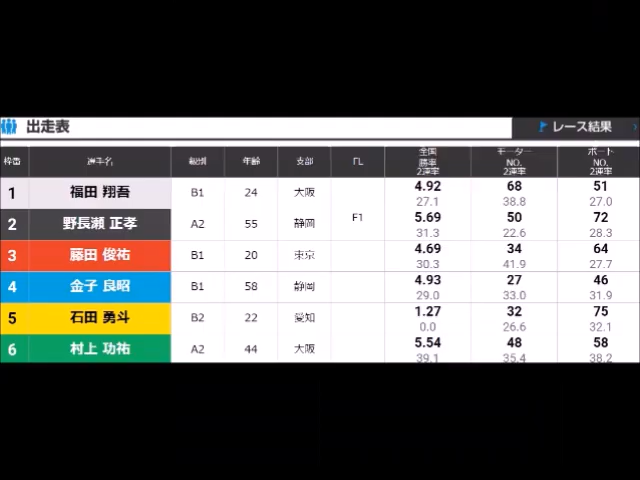 出走表 レース結果
枠番 選手名 級別 年齢 支部 FL 全国 勝率 2連率 モーター NO. 2連率 ボート NO. 2連率
1 福田 翔吾 B1 24 大阪 4.92 27.1 68 38.8 51 27.0
2 野長瀬 正孝 A2 55 静岡 F1 5.69 31.3 50 22.6 72 28.3
3 藤田 俊祐 B1 20 東京 4.69 30.3 34 41.9 64 27.7
4 金子 良昭 B1 58 静岡 4.93 29.0 27 33.0 46 31.9
5 石田 勇斗 B2 22 愛知 1.27 0.0 32 26.6 75 32.1
6 村上 功祐 A2 44 大阪 5.54 39.1 48 35.4 58 38.2